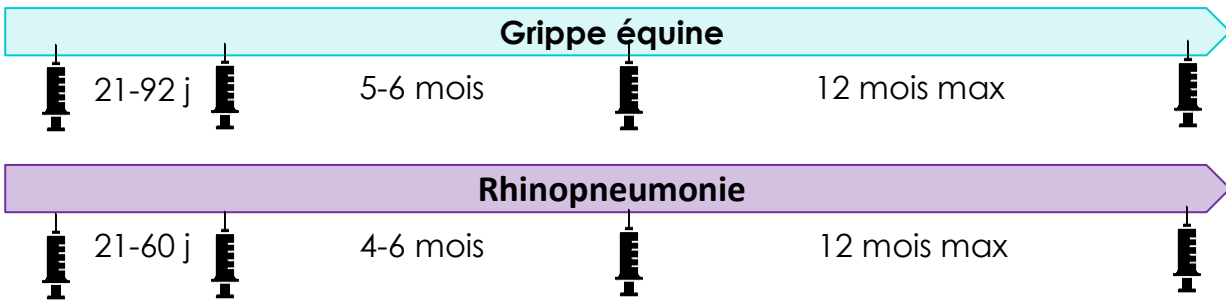 Grippe équine
21-92 j 5-6 mois 12 mois max
Rhinopneumonie
21-60 j 4-6 mois 12 mois max